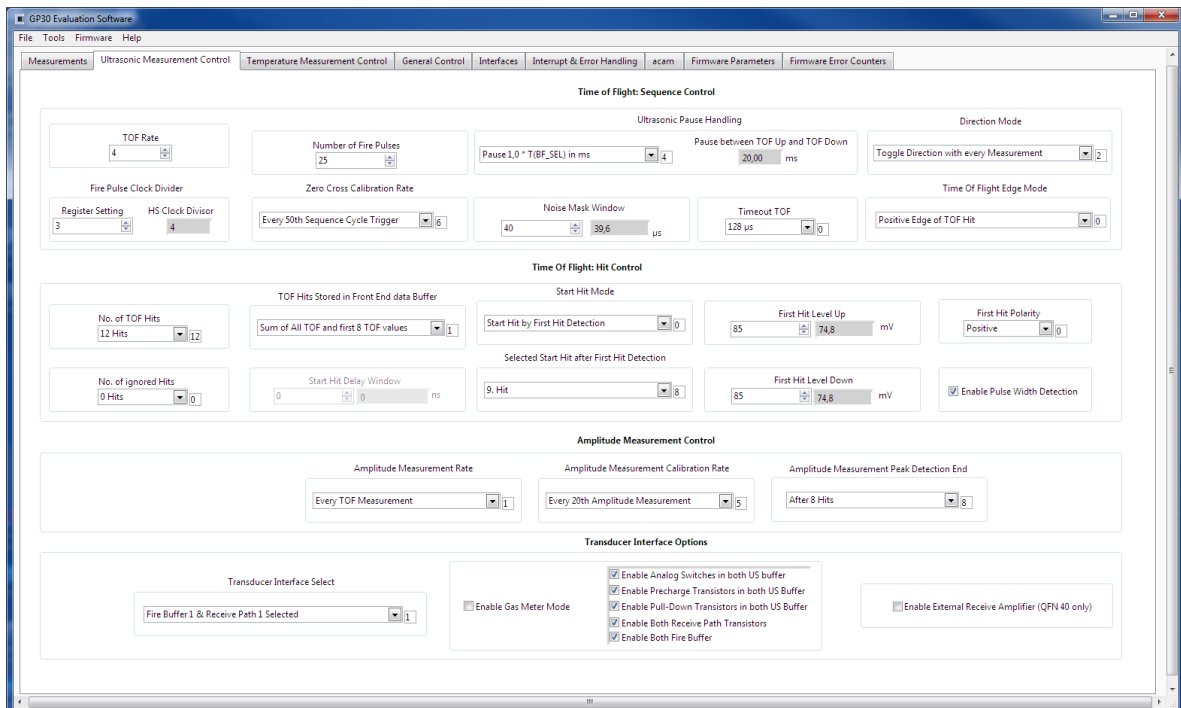 GP30 Evaluation Software
File Tools Firmware Help
Measurements Ultrasonic Measurement Control Temperature Measurement Control General Control Interfaces Interrupt & Error Handling acam Firmware Parameters Firmware Error Counters
Time of Flight: Sequence Control
Ultrasonic Pause Handling Direction Mode
TOF Rate
4
Number of Fire Pulses
25
Pause between TOF Up and TOF Down
Pause 1,0 * T(BF_SEL) in ms 4 20,00 ms
Toggle Direction with every Measurement 2
Fire Pulse Clock Divider Zero Cross Calibration Rate Time Of Flight Edge Mode
Register Setting HS Clock Divisor
3 4
Every 50th Sequence Cycle Trigger 6
Noise Mask Window
40 39,6 µs
Timeout TOF
128 µs 0
Positive Edge of TOF Hit 0
Time Of Flight: Hit Control
TOF Hits Stored in Front End data Buffer Start Hit Mode
No. of TOF Hits
12 Hits 12
Sum of All TOF and first 8 TOF values 1
Start Hit by First Hit Detection 0
First Hit Level Up
85 74,8 mV
First Hit Polarity
Positive 0
Selected Start Hit after First Hit Detection
No. of ignored Hits
0 Hits 0
Start Hit Delay Window
0 0 ns
9. Hit 8
First Hit Level Down
85 74,8 mV
Enable Pulse Width Detection
Amplitude Measurement Control
Amplitude Measurement Rate Amplitude Measurement Calibration Rate Amplitude Measurement Peak Detection End
Every TOF Measurement 1 Every 20th Amplitude Measurement 5 After 8 Hits 8
Transducer Interface Options
Transducer Interface Select
Fire Buffer 1 & Receive Path 1 Selected 1
Enable Gas Meter Mode
Enable Analog Switches in both US buffer
Enable Precharge Transistors in both US Buffer
Enable Pull-Down Transistors in both US Buffer
Enable Both Receive Path Transistors
Enable Both Fire Buffer
Enable External Receive Amplifier (QFN 40 only)